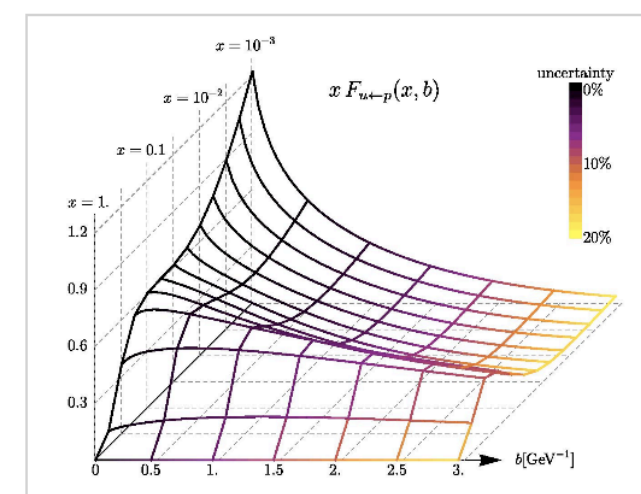 x = 10⁻³
x F_{u←p}(x, b)
uncertainty
0%
10%
20%
x = 10⁻²
x = 0.1
x = 1.
1.2
0.9
0.6
0.3
0 0.5 1. 1.5 2. 2.5 3. b[GeV⁻¹]